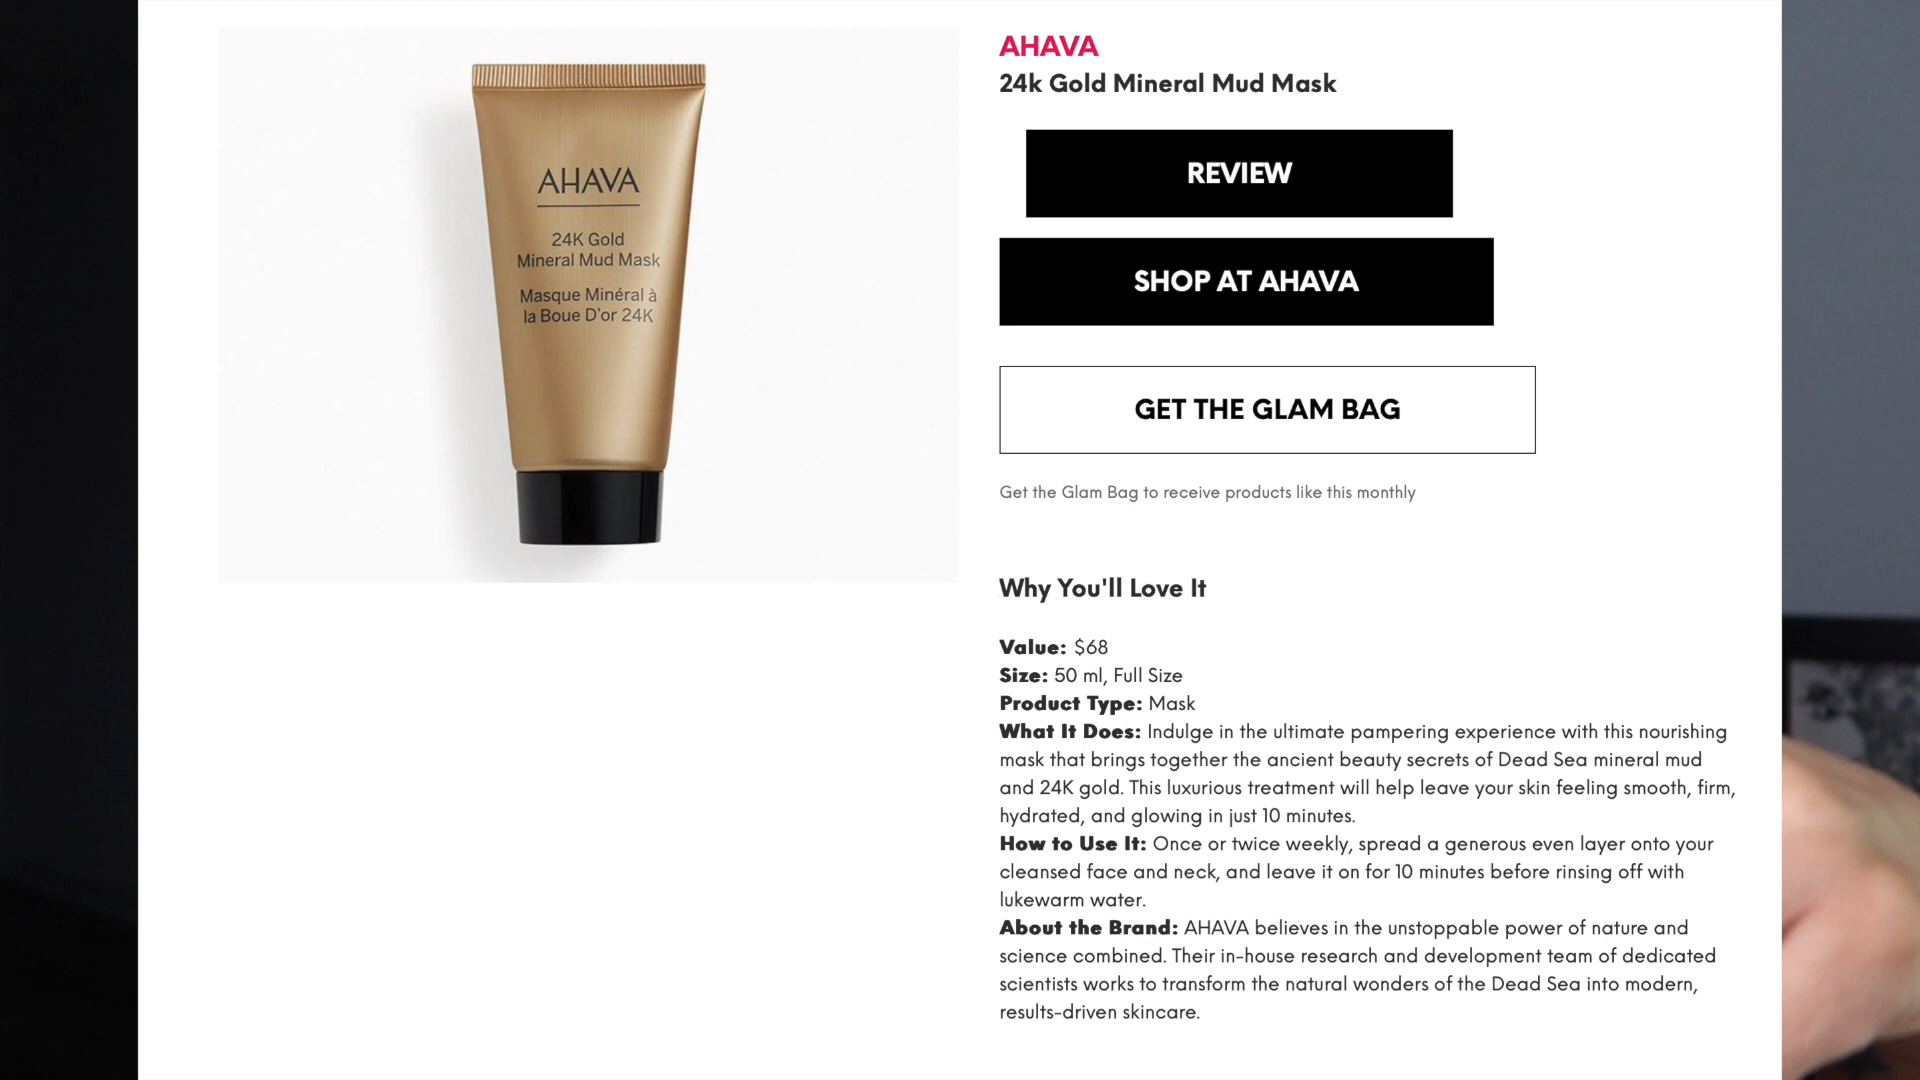 AHAVA
24K Gold
Mineral Mud Mask
Masque Minéral à
la Boue D'or 24K
AHAVA
24k Gold Mineral Mud Mask
REVIEW
SHOP AT AHAVA
GET THE GLAM BAG
Get the Glam Bag to receive products like this monthly
Why You'll Love It
Value: $68
Size: 50 ml, Full Size
Product Type: Mask
What It Does: Indulge in the ultimate pampering experience with this nourishing
mask that brings together the ancient beauty secrets of Dead Sea mineral mud
and 24K gold. This luxurious treatment will help leave your skin feeling smooth, firm,
hydrated, and glowing in just 10 minutes.
How to Use It: Once or twice weekly, spread a generous even layer onto your
cleansed face and neck, and leave it on for 10 minutes before rinsing off with
lukewarm water.
About the Brand: AHAVA believes in the unstoppable power of nature and
science combined. Their in-house research and development team of dedicated
scientists works to transform the natural wonders of the Dead Sea into modern,
results-driven skincare.